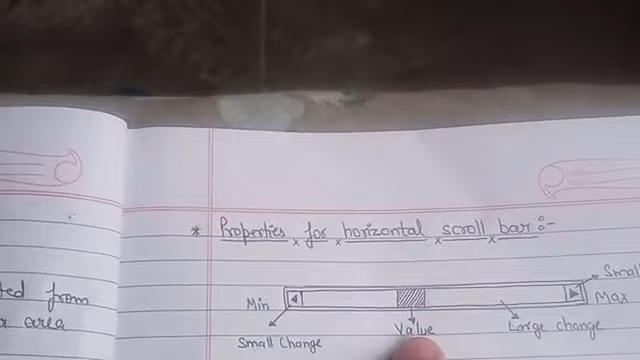 * Properties for horizontal scroll bar :-
ted from
area
Small
Min
Max
Small Change
Value
Large change